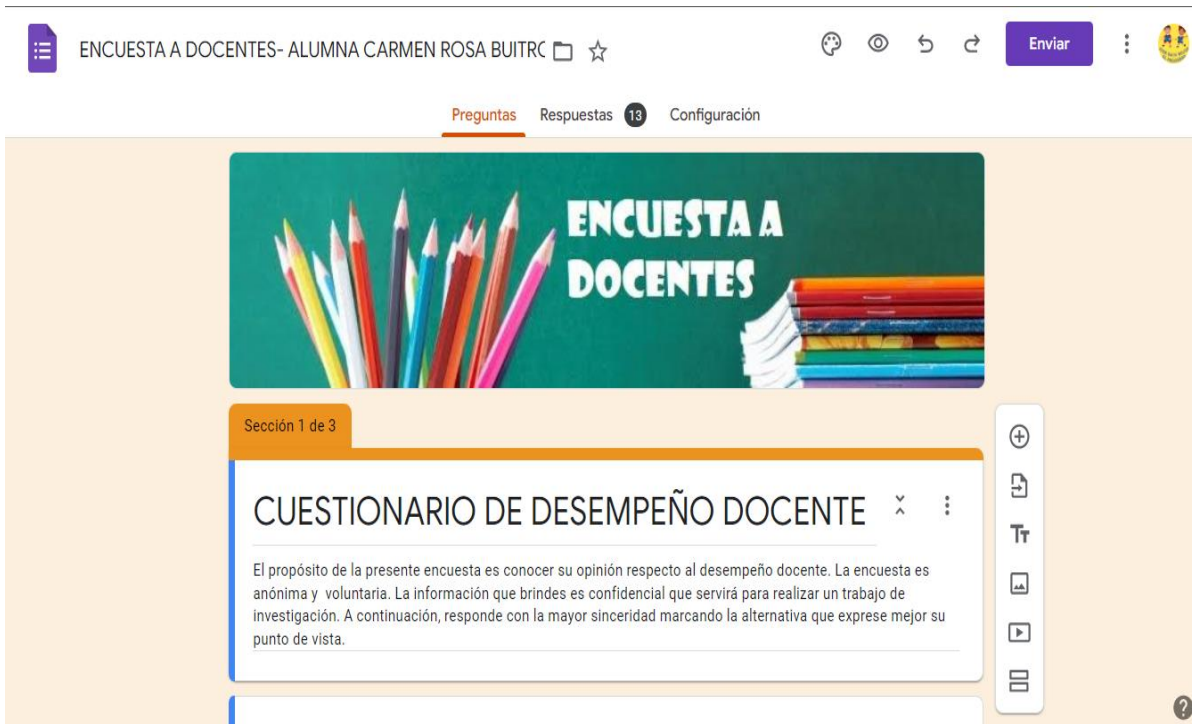 ENCUESTA A DOCENTES- ALUMNA CARMEN ROSA BUITRC
Enviar
Preguntas
Respuestas 13
Configuración
ENCUESTA A
DOCENTES
Sección 1 de 3
CUESTIONARIO DE DESEMPEÑO DOCENTE
El propósito de la presente encuesta es conocer su opinión respecto al desempeño docente. La encuesta es
anónima y voluntaria. La información que brindes es confidencial que servirá para realizar un trabajo de
investigación. A continuación, responde con la mayor sinceridad marcando la alternativa que exprese mejor su
punto de vista.
Tт